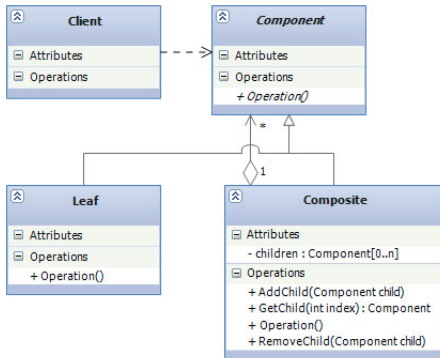 Client
Attributes
Operations
Component
Attributes
Operations
+ Operation()
*
1
Leaf
Attributes
Operations
+ Operation()
Composite
Attributes
- children : Component[0..n]
Operations
+ AddChild(Component child)
+ GetChild(int index) : Component
+ Operation()
+ RemoveChild(Component child)